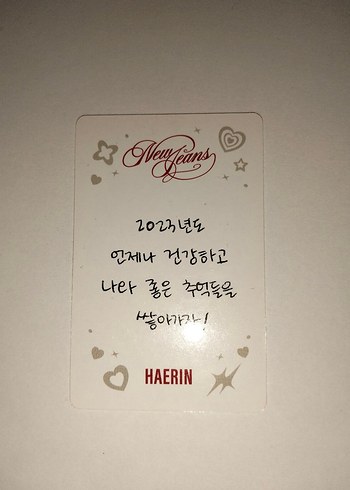 NewJeans
2023년도
언제나 건강하고
나랑 좋은 추억들을
쌓아가자!
HAERIN